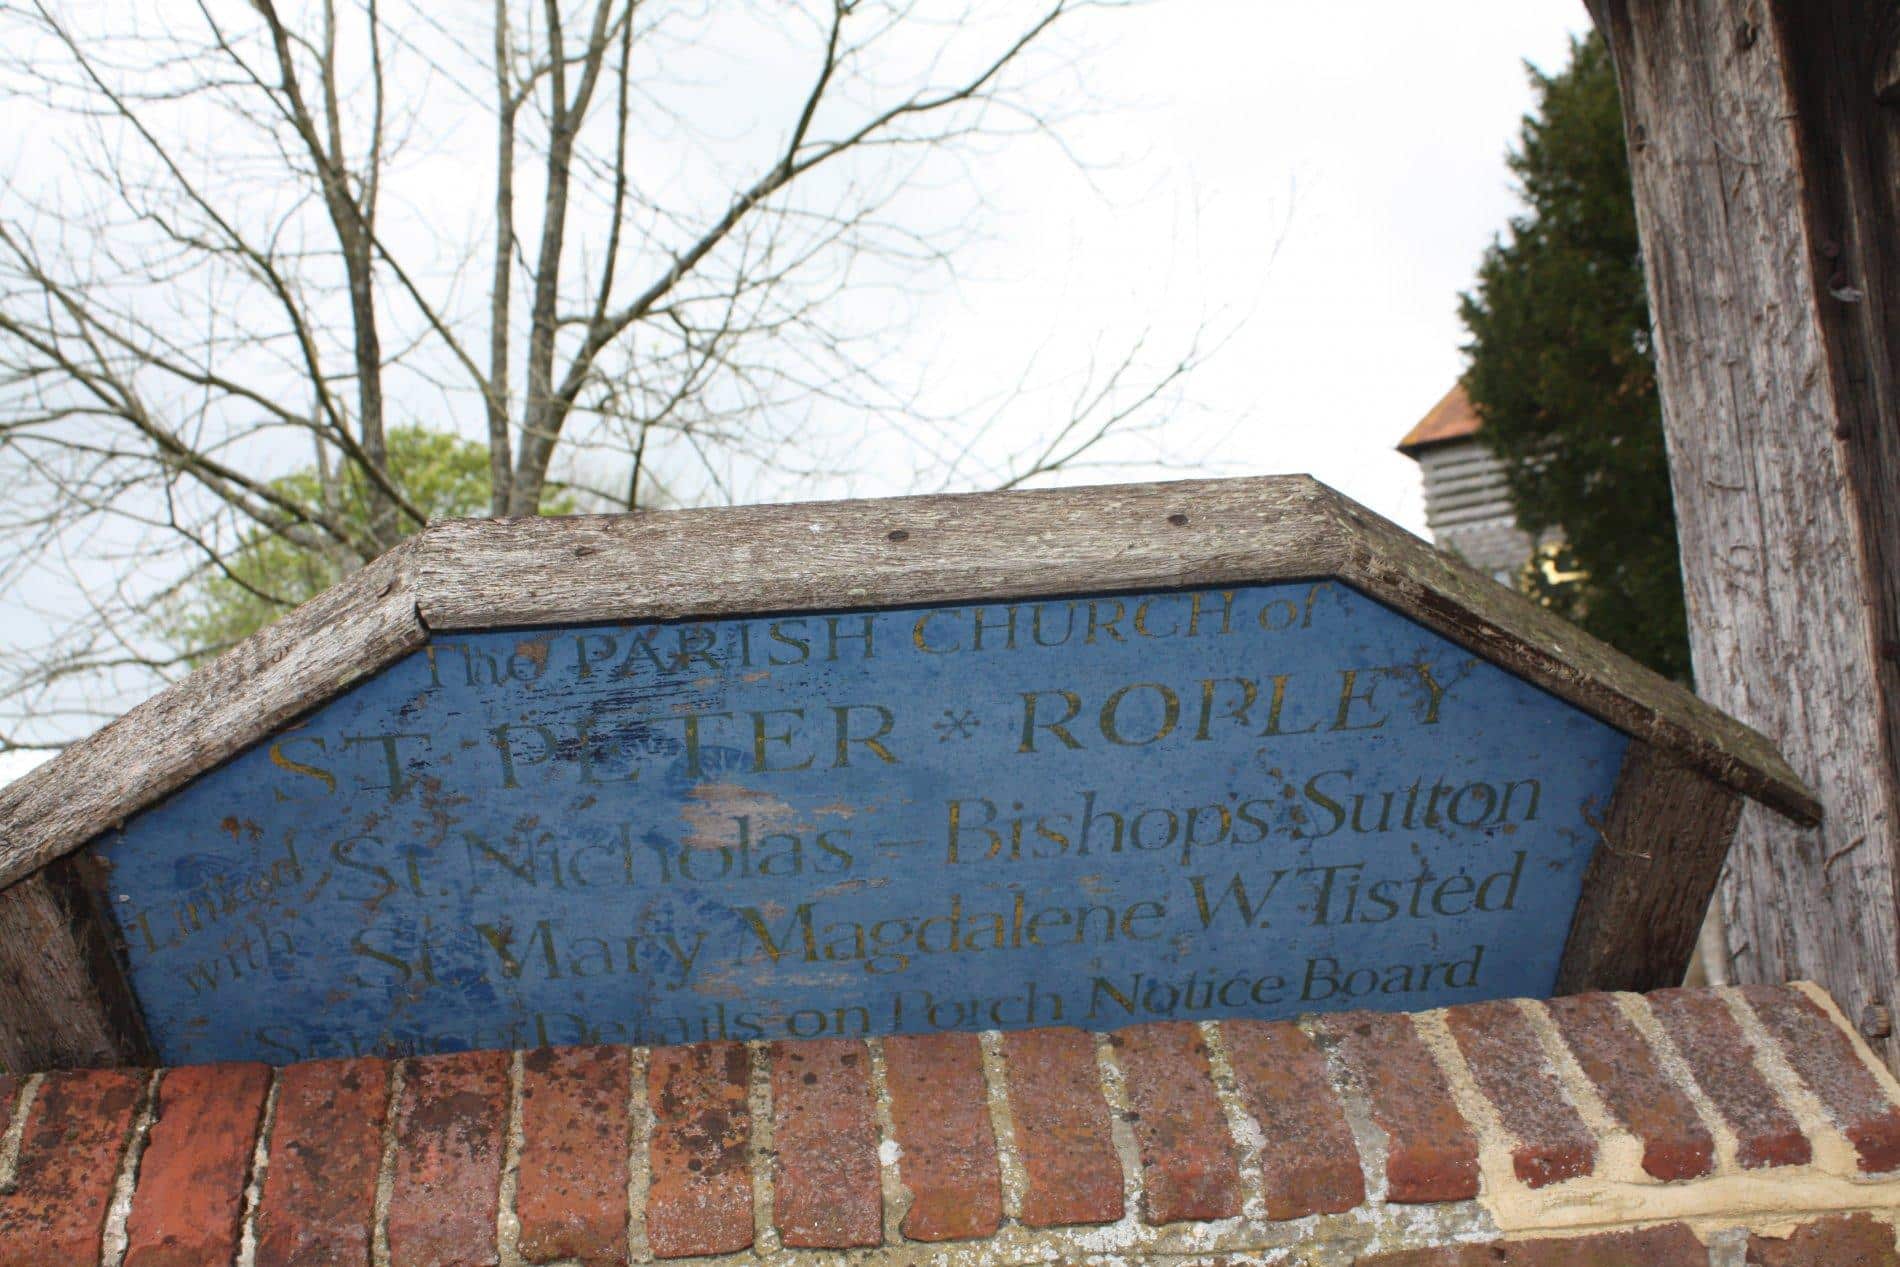 The PARISH CHURCH of
ST. PETER * ROPLEY
United with St. Nicholas – Bishops Sutton
St. Mary Magdalene W. Tisted
Service Details on Porch Notice Board